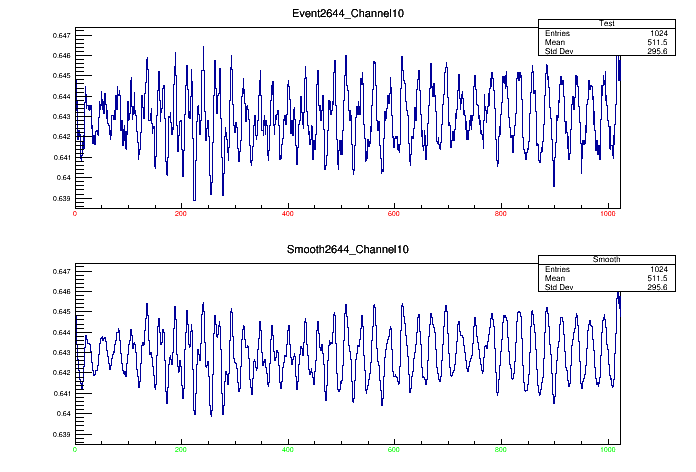 Event2644_Channel10
Test
Entries 1024
Mean 511.5
Std Dev 295.6
0.647
0.646
0.645
0.644
0.643
0.642
0.641
0.64
0.639
0 200 400 600 800 1000
Smooth2644_Channel10
Smooth
Entries 1024
Mean 511.5
Std Dev 295.6
0.647
0.646
0.645
0.644
0.643
0.642
0.641
0.64
0.639
0 200 400 600 800 1000